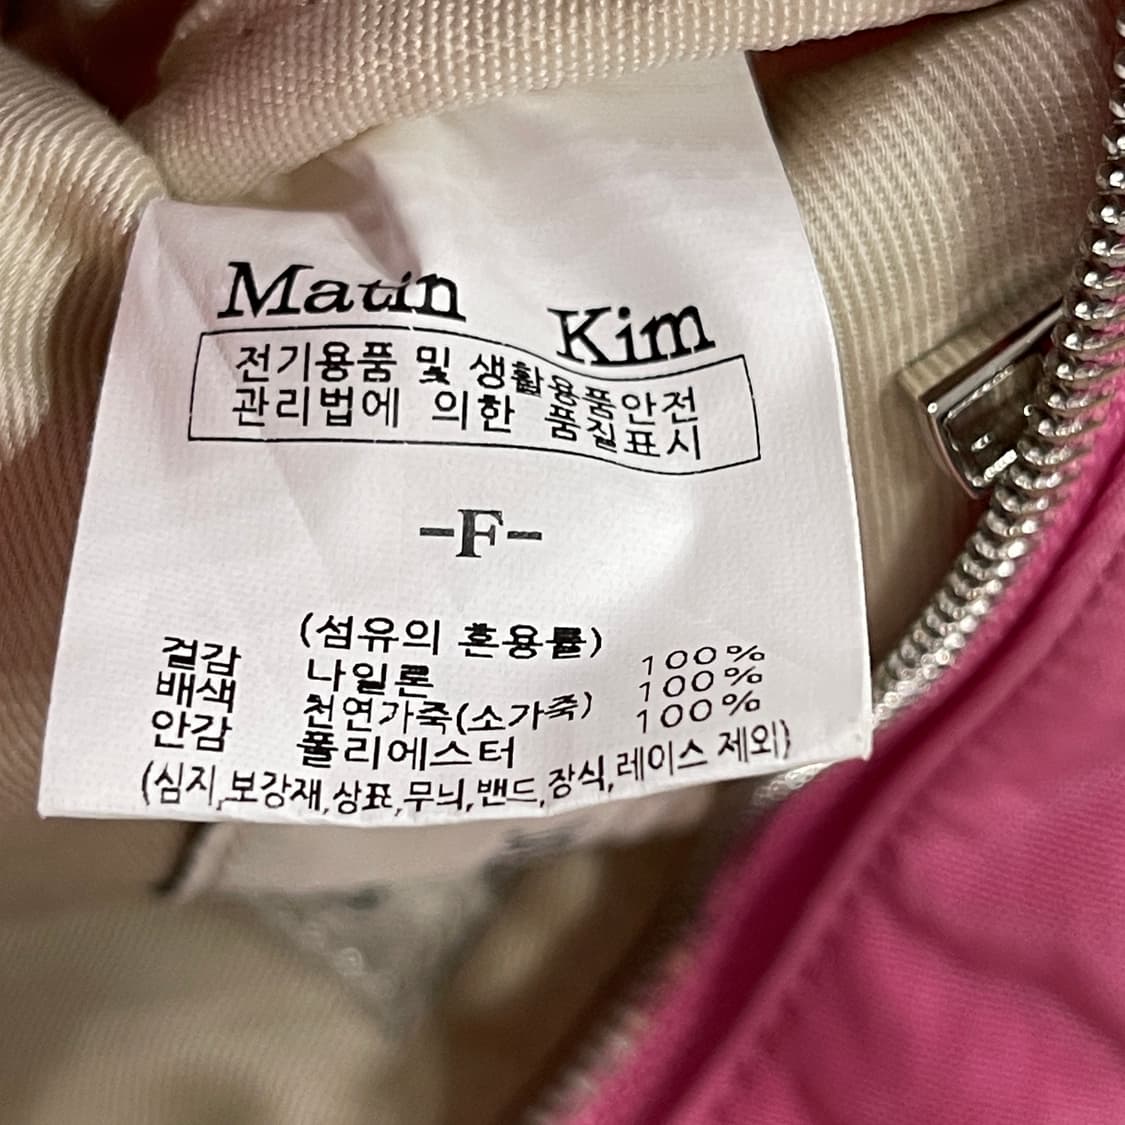 Matin Kim
전기용품 및 생활용품안전
관리법에 의한 품질표시
-F-
(섬유의 혼용률)
겉감 나일론 100%
배색 천연가죽(소가죽) 100%
안감 폴리에스터 100%
(심지,보강재,상표,무늬,밴드,장식,레이스 제외)